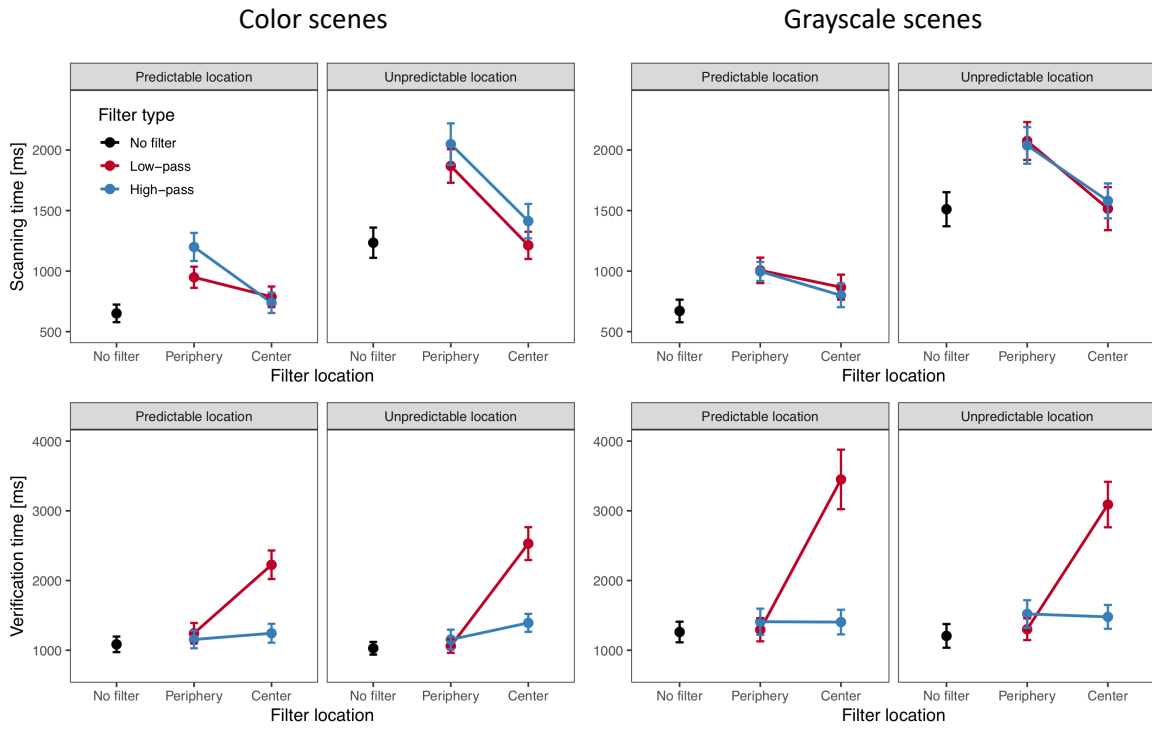 Color scenes
Grayscale scenes
Predictable location
Unpredictable location
Predictable location
Unpredictable location
Scanning time [ms]
2000
1500
1000
500
Filter type
No filter
Low−pass
High−pass
2000
1500
1000
500
No filter
Periphery
Center
No filter
Periphery
Center
No filter
Periphery
Center
No filter
Periphery
Center
Filter location
Filter location
Predictable location
Unpredictable location
Predictable location
Unpredictable location
Verification time [ms]
4000
3000
2000
1000
4000
3000
2000
1000
No filter
Periphery
Center
No filter
Periphery
Center
No filter
Periphery
Center
No filter
Periphery
Center
Filter location
Filter location